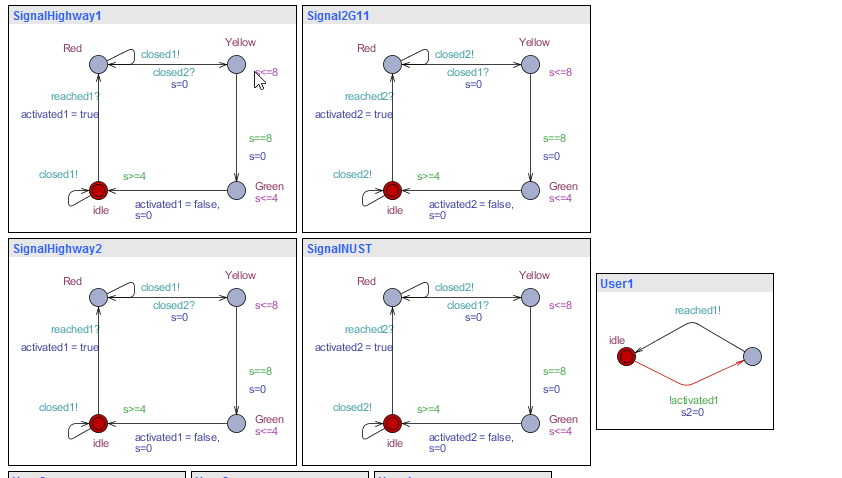 SignalHighway1
Red
closed1!
Yellow
closed2?
s<=8
s=0
reached1?
activated1 = true
s==8
s=0
closed1!
s>=4
Green
s<=4
idle
activated1 = false,
s=0
Signal2G11
Red
closed2!
Yellow
closed1?
s<=8
s=0
reached2?
activated2 = true
s==8
s=0
closed2!
s>=4
Green
s<=4
idle
activated2 = false,
s=0
SignalHighway2
Red
closed1!
Yellow
closed2?
s<=8
s=0
reached1?
activated1 = true
s==8
s=0
closed1!
s>=4
Green
s<=4
idle
activated1 = false,
s=0
SignalNUST
Red
closed2!
Yellow
closed1?
s<=8
s=0
reached2?
activated2 = true
s==8
s=0
closed2!
s>=4
Green
s<=4
idle
activated2 = false,
s=0
User1
reached1!
idle
!activated1
s2=0